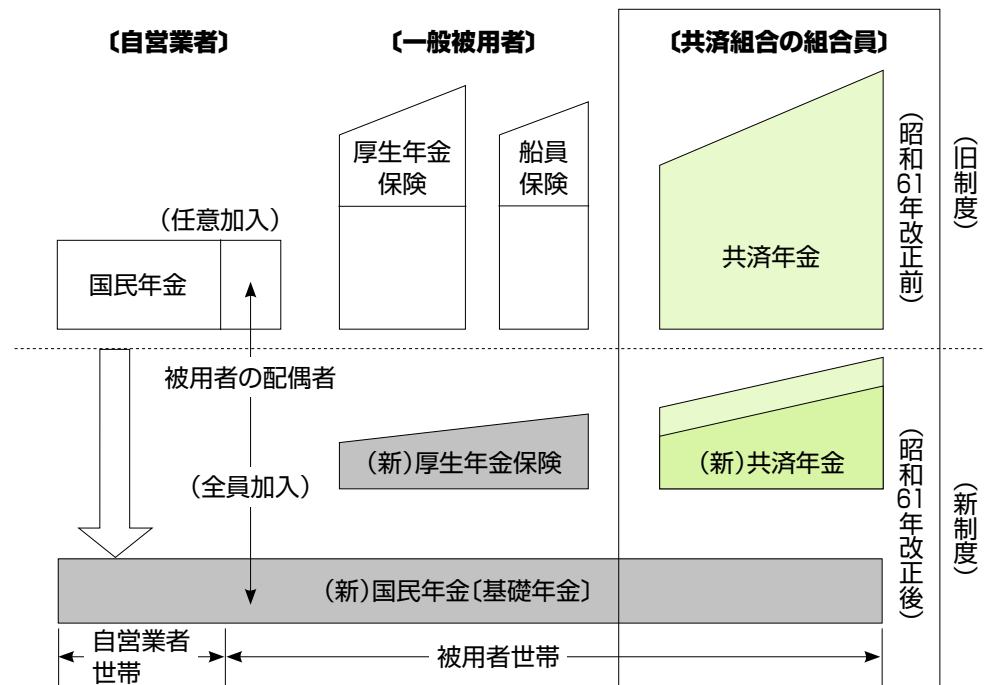 〔自営業者〕
〔一般被用者〕
〔共済組合の組合員〕
厚生年金
保険
船員
保険
(任意加入)
国民年金
共済年金
(昭和61年改正前)
(旧制度)
被用者の配偶者
(全員加入)
(新)厚生年金保険
(新)共済年金
(昭和61年改正後)
(新制度)
(新)国民年金〔基礎年金〕
自営業者
世帯
被用者世帯